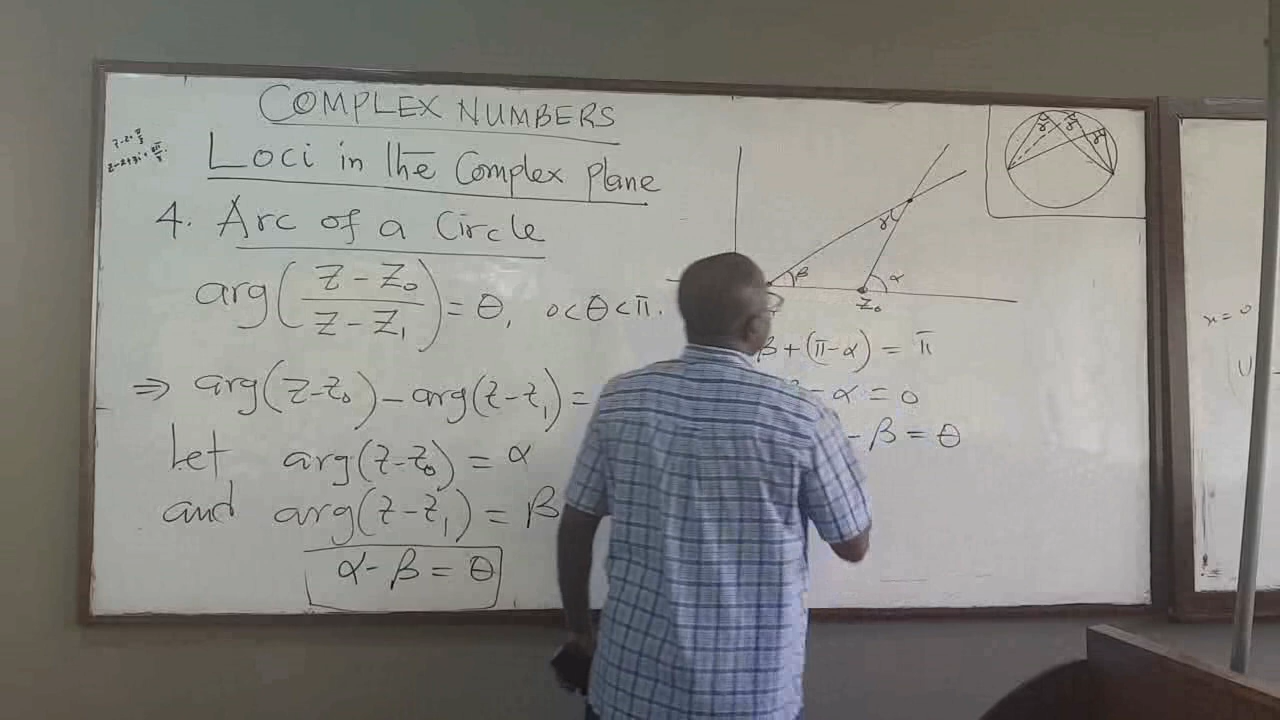 COMPLEX NUMBERS
Loci in the Complex plane
4. Arc of a Circle
arg((z - z₀)/(z - z₁)) = θ, 0 < θ < π.
⇒ arg(z-z₀) - arg(z-z₁) =
Let arg(z-z₀) = α
and arg(z-z₁) = β
α - β = θ
γ
β
α
z₀
β + (π - α) = π
- α = 0
- β = θ
γ γ γ
x = 0
U